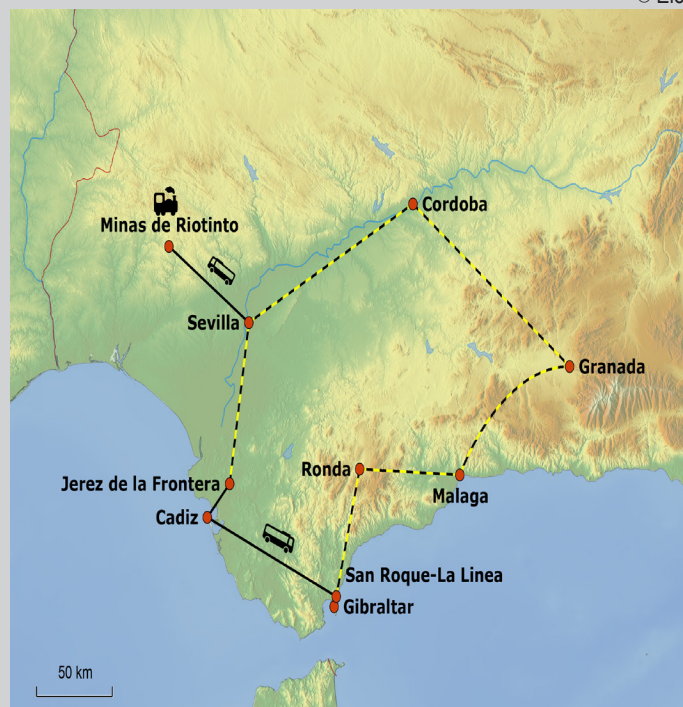 Cordoba
Minas de Riotinto
Sevilla
Granada
Ronda
Jerez de la Frontera
Malaga
Cadiz
San Roque-La Linea
Gibraltar
50 km